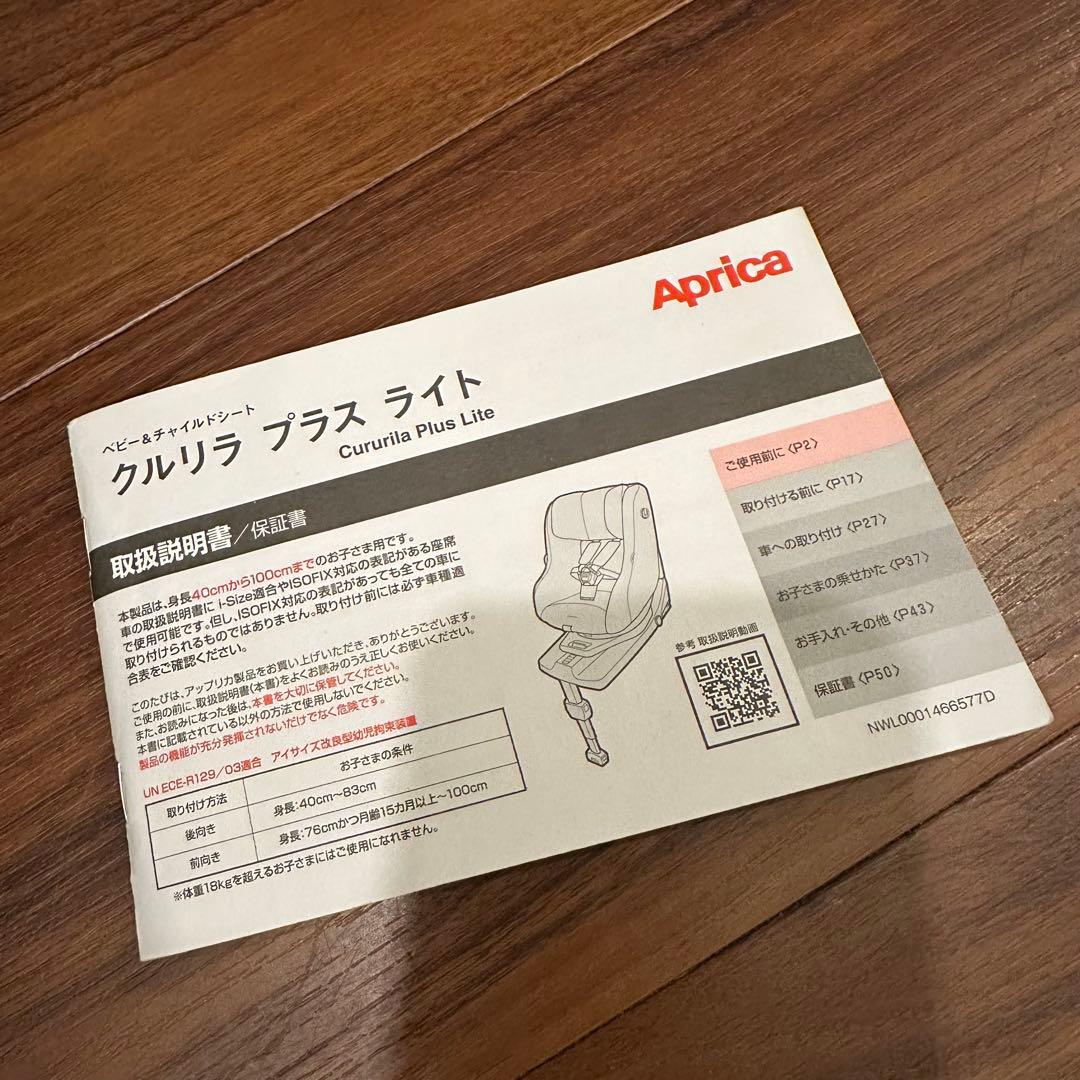 Aprica
ベビー&チャイルドシート
クルリラ プラス ライト
Cururila Plus Lite
取扱説明書/保証書
本製品は、身長40cmから100cmまでのお子さま用です。
車の取扱説明書に i-Size適合やISOFIX対応の表記がある座席
で使用可能です。但し、ISOFIX対応の表記があっても全ての車に
取り付けられるものではありません。取り付け前には必ず車種適
合表をご確認ください。
このたびは、アップリカ製品をお買い上げいただき、ありがとうございます。
ご使用の前に、取扱説明書(本書)をよくお読みのうえ正しくお使いください。
また、お読みになった後は、本書を大切に保管してください。
本書に記載されている以外の方法で使用しないでください。
製品の機能が充分発揮されないだけでなく危険です。
UN ECE-R129/03適合 アイサイズ改良型幼児拘束装置
取り付け方法 お子さまの条件
後向き 身長:40cm〜83cm
前向き 身長:76cmかつ月齢15カ月以上〜100cm
※体重18kgを超えるお子さまにはご使用になれません。
参考 取扱説明動画
ご使用前に〈P2〉
取り付ける前に〈P17〉
車への取り付け〈P27〉
お子さまの乗せかた〈P37〉
お手入れ・その他〈P43〉
保証書〈P50〉
NWL0001466577D